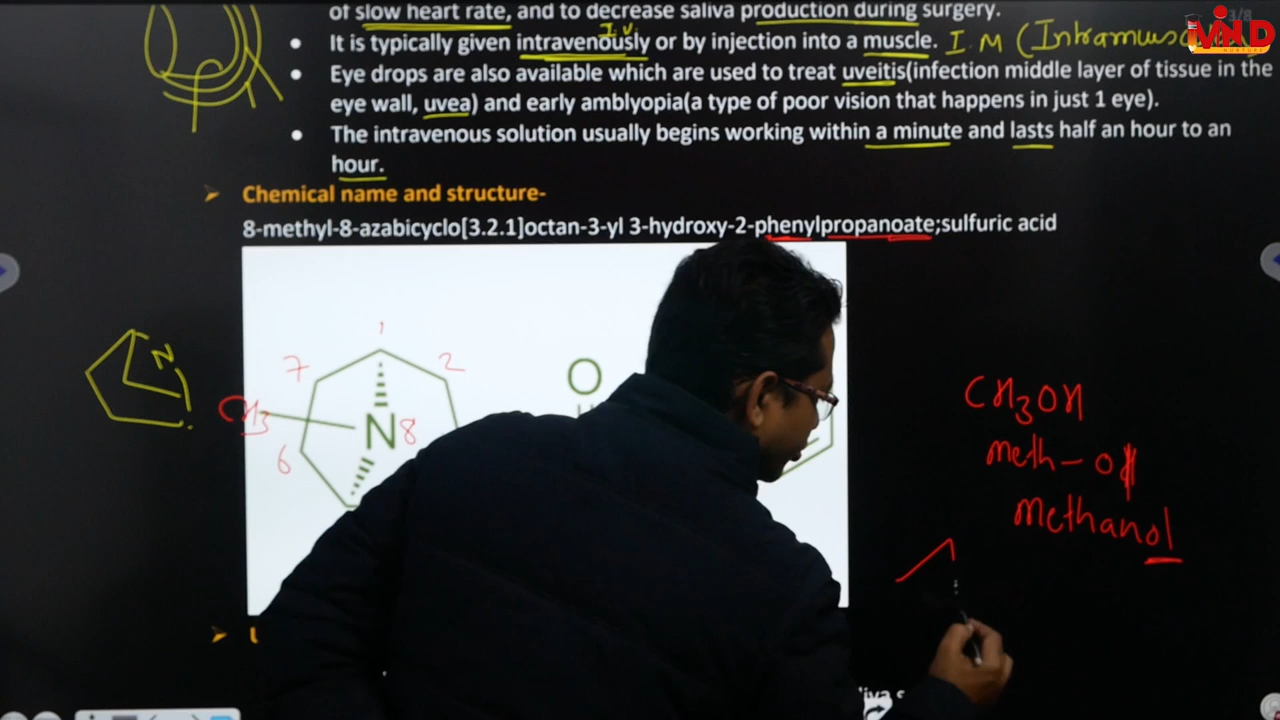 of slow heart rate, and to decrease saliva production during surgery.
I.V
It is typically given intravenously or by injection into a muscle. I.M (Intramus
Eye drops are also available which are used to treat uveitis(infection middle layer of tissue in the
eye wall, uvea) and early amblyopia(a type of poor vision that happens in just 1 eye).
The intravenous solution usually begins working within a minute and lasts half an hour to an
hour.
Chemical name and structure-
8-methyl-8-azabicyclo[3.2.1]octan-3-yl 3-hydroxy-2-phenylpropanoate;sulfuric acid
1
7 2
N
O
CH3 N 8
6
CH3OH
meth-ol
Methanol
3/8
NURTURE